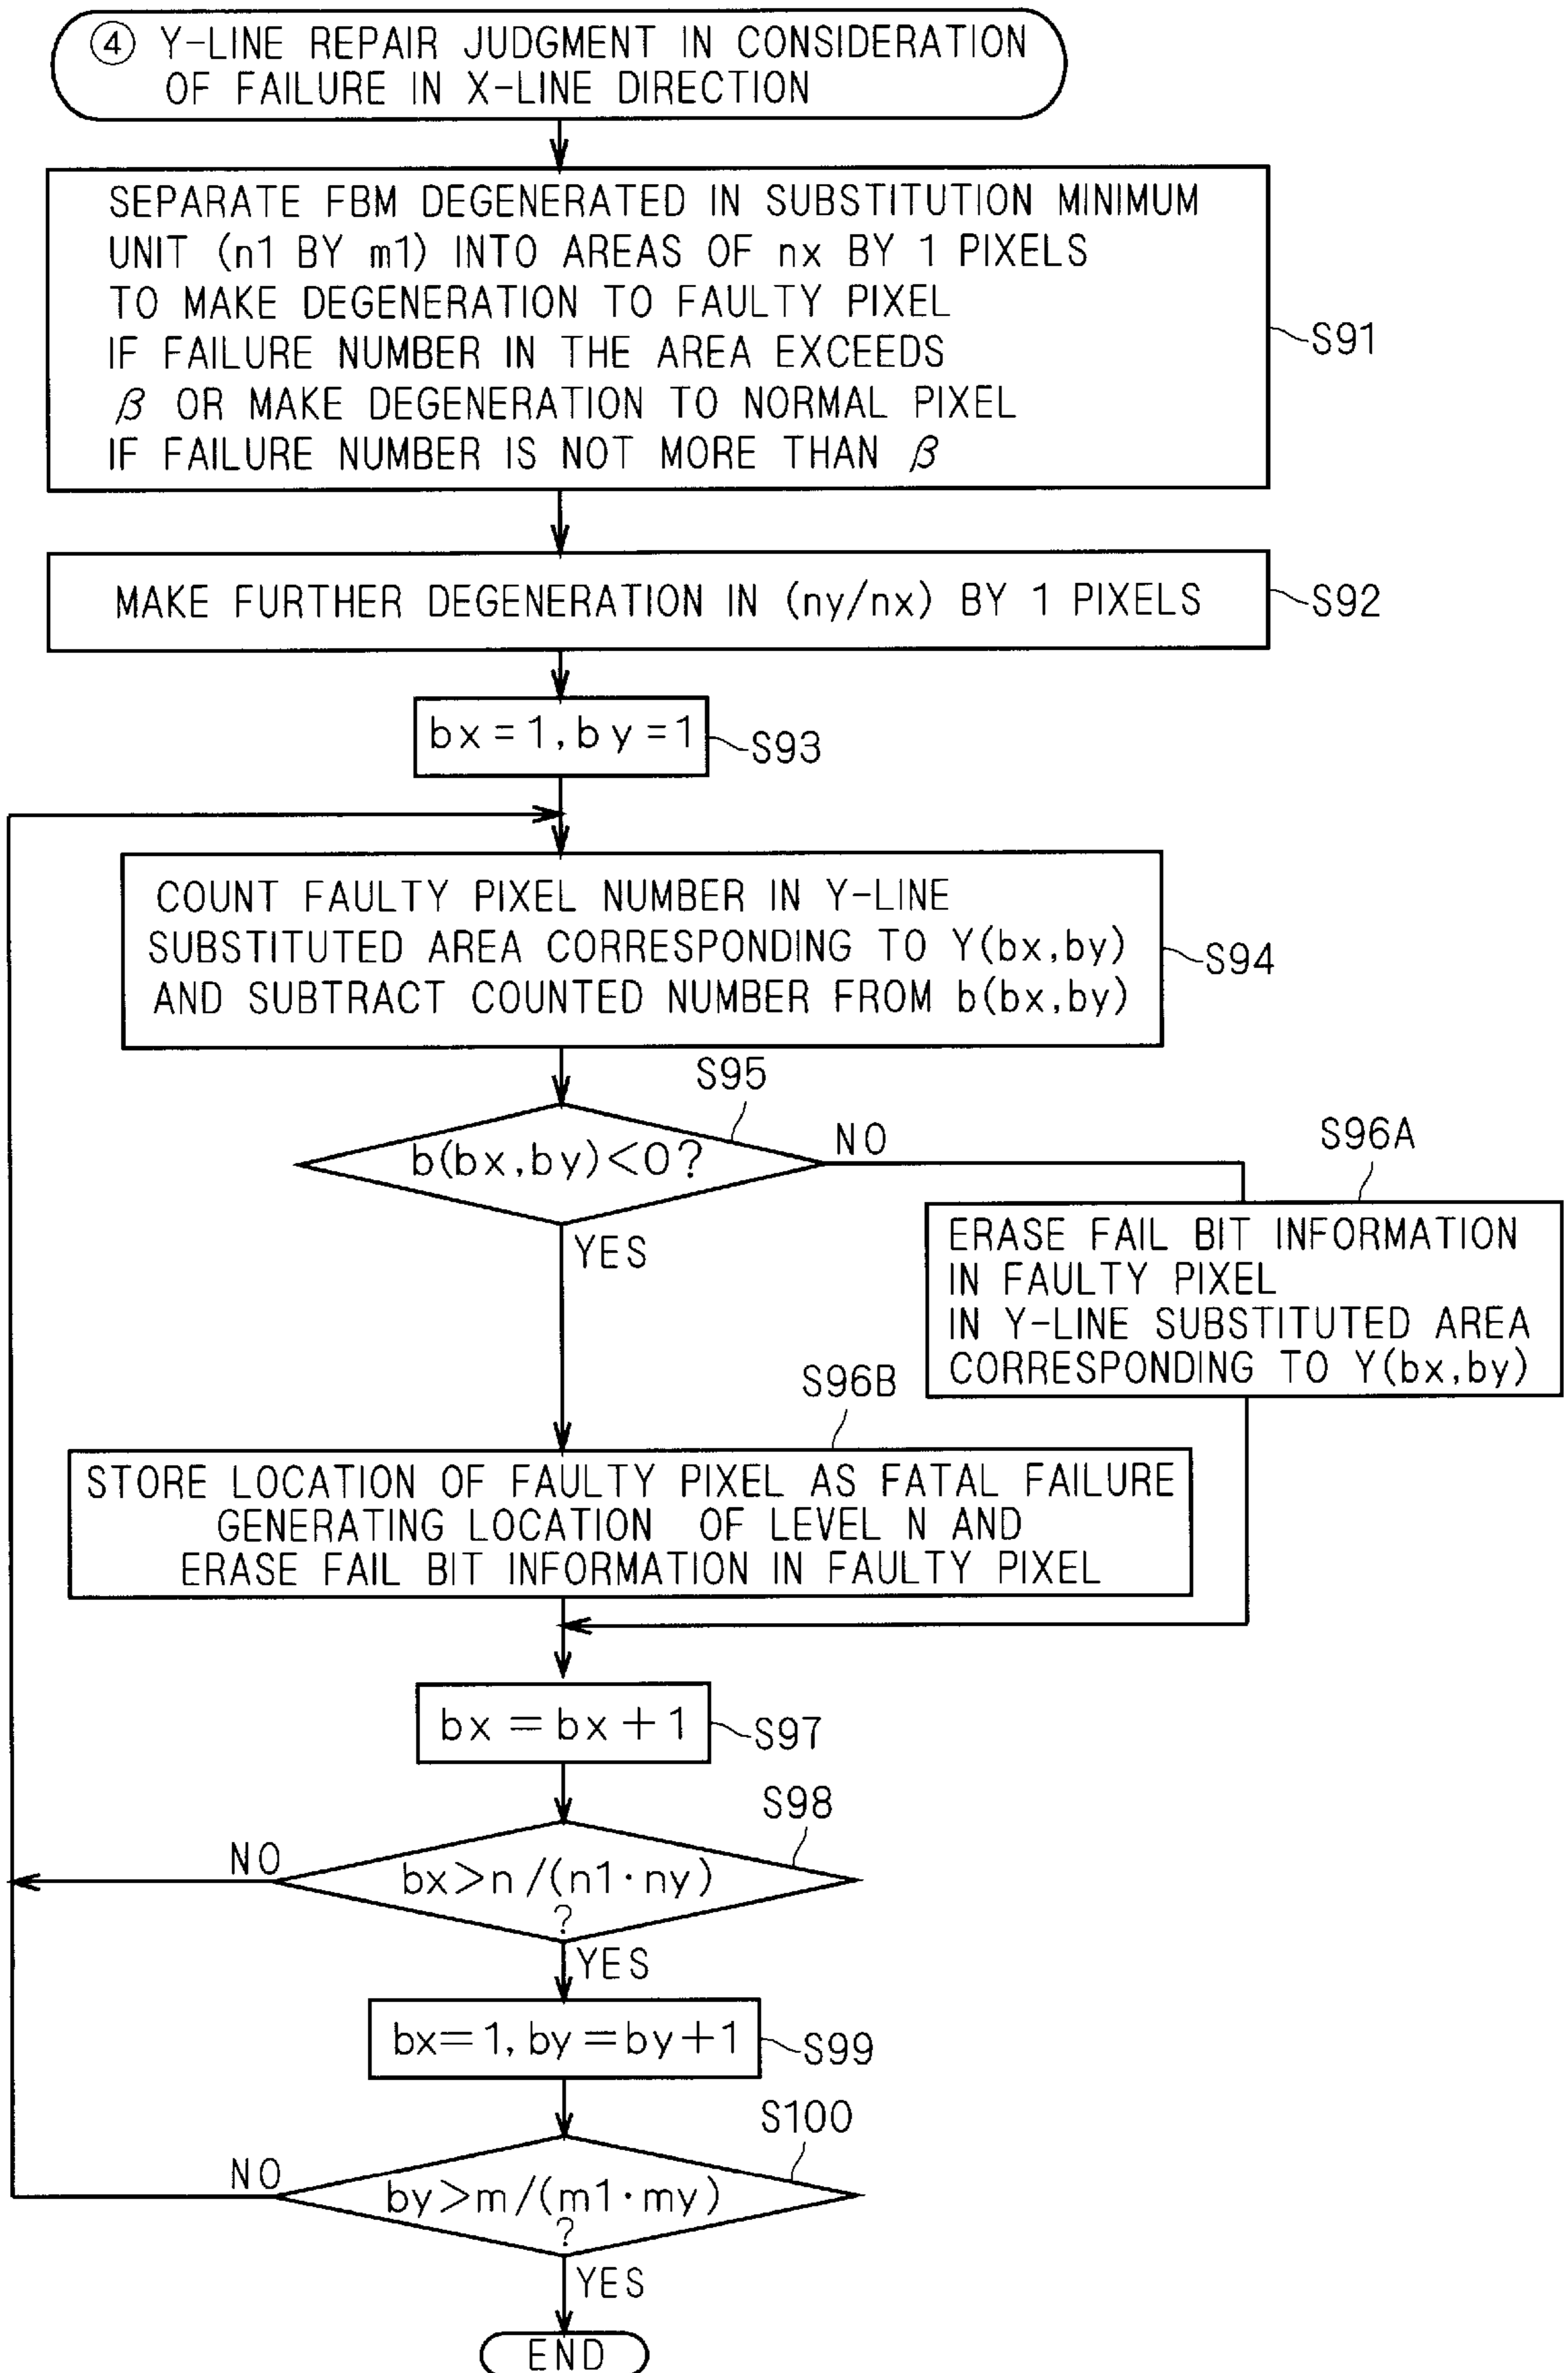 ④ Y-LINE REPAIR JUDGMENT IN CONSIDERATION
OF FAILURE IN X-LINE DIRECTION
SEPARATE FBM DEGENERATED IN SUBSTITUTION MINIMUM
UNIT (n1 BY m1) INTO AREAS OF nx BY 1 PIXELS
TO MAKE DEGENERATION TO FAULTY PIXEL
IF FAILURE NUMBER IN THE AREA EXCEEDS
β OR MAKE DEGENERATION TO NORMAL PIXEL
IF FAILURE NUMBER IS NOT MORE THAN β
S91
MAKE FURTHER DEGENERATION IN (ny/nx) BY 1 PIXELS
S92
bx=1,by=1
S93
COUNT FAULTY PIXEL NUMBER IN Y-LINE
SUBSTITUTED AREA CORRESPONDING TO Y(bx,by)
AND SUBTRACT COUNTED NUMBER FROM b(bx,by)
S94
S95
b(bx,by)<0?
NO
YES
S96A
ERASE FAIL BIT INFORMATION
IN FAULTY PIXEL
IN Y-LINE SUBSTITUTED AREA
CORRESPONDING TO Y(bx,by)
S96B
STORE LOCATION OF FAULTY PIXEL AS FATAL FAILURE
GENERATING LOCATION OF LEVEL N AND
ERASE FAIL BIT INFORMATION IN FAULTY PIXEL
bx=bx+1
S97
S98
NO
bx>n/(n1·ny)
?
YES
bx=1,by=by+1
S99
S100
NO
by>m/(m1·my)
?
YES
END